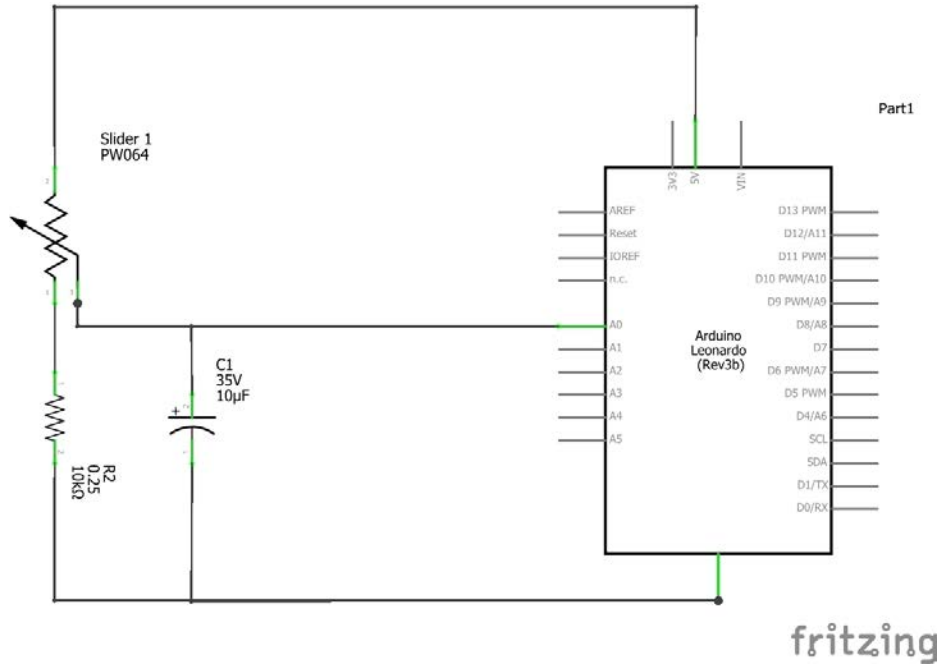 Part1
Slider 1
PW064
3V3
5V
VIN
AREF
Reset
IOREF
n.c.
A0
A1
A2
A3
A4
A5
Arduino
Leonardo
(Rev3b)
D13 PWM
D12/A11
D11 PWM
D10 PWM/A10
D9 PWM/A9
D8/A8
D7
D6 PWM/A7
D5 PWM
D4/A6
SCL
SDA
D1/TX
D0/RX
C1
35V
10µF
+
R2
0.25
10kΩ
fritzing